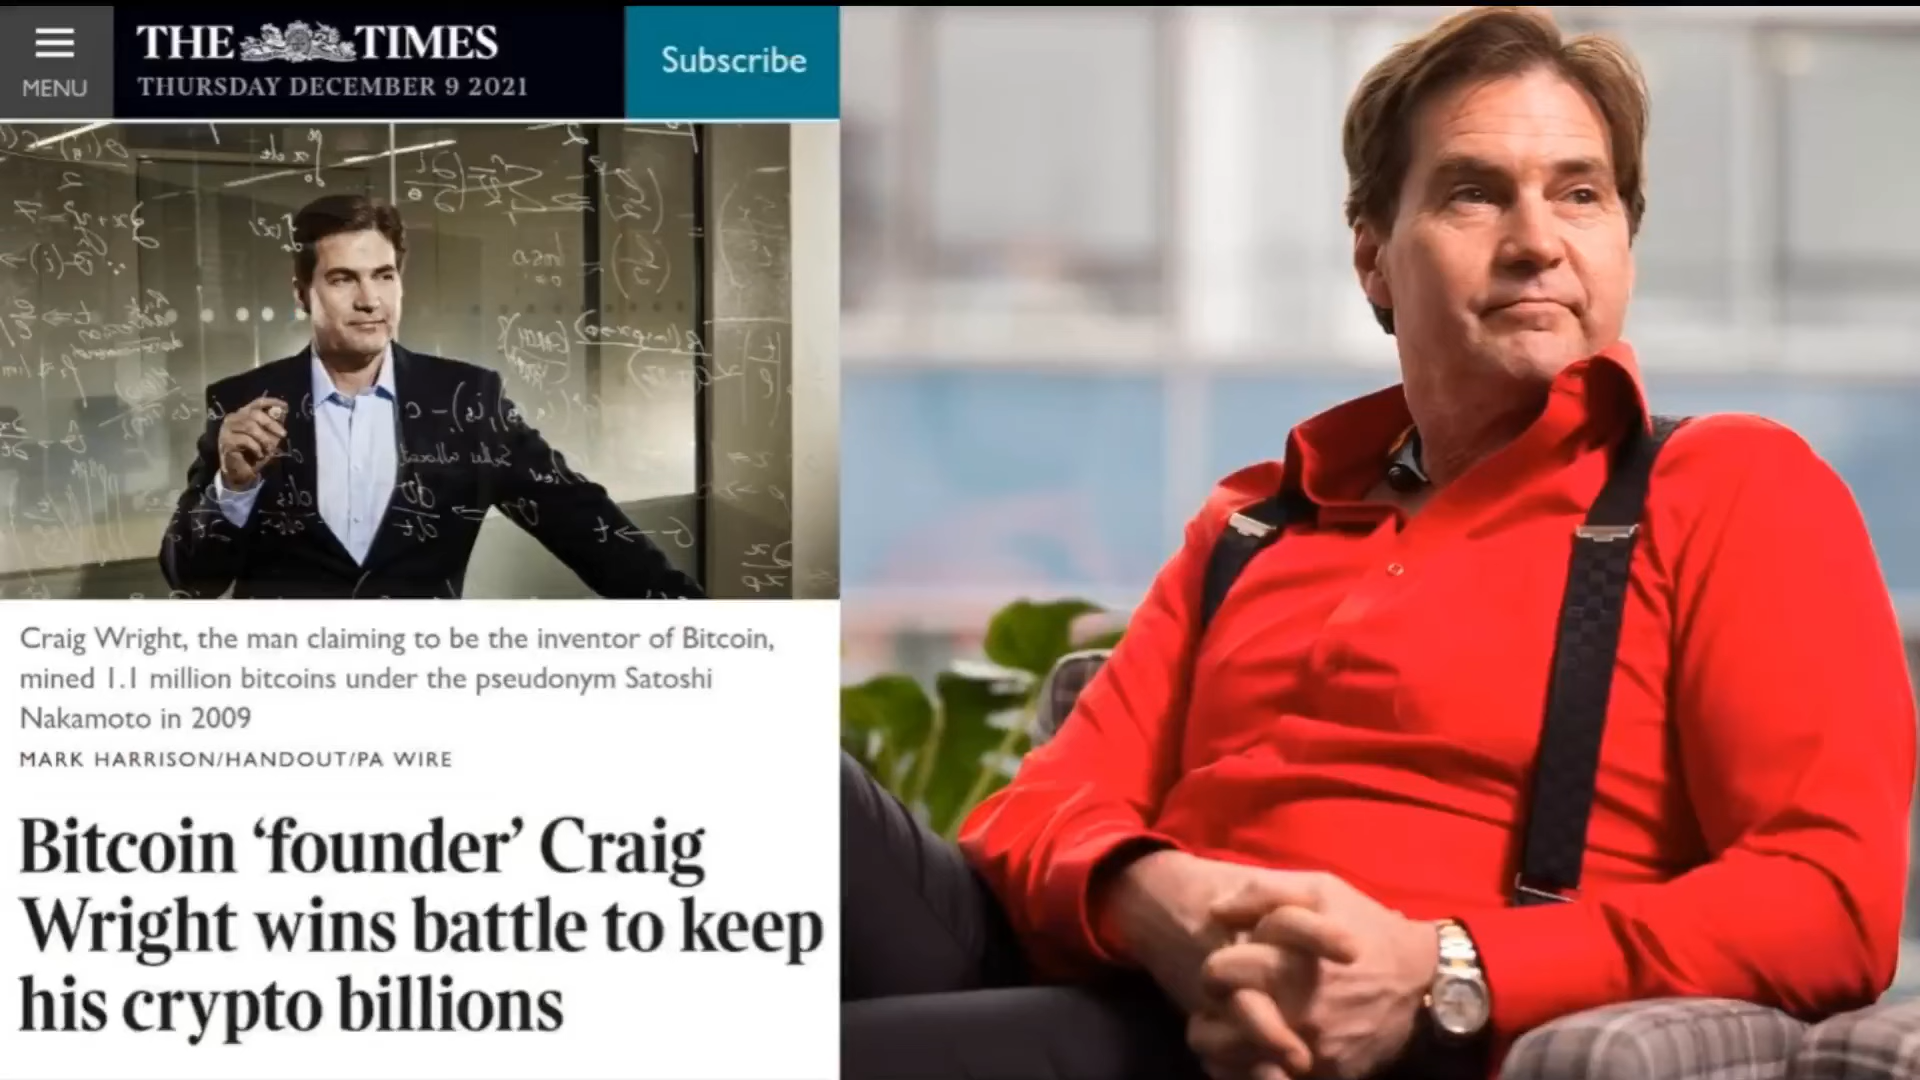 THE TIMES
MENU
THURSDAY DECEMBER 9 2021
Subscribe
Craig Wright, the man claiming to be the inventor of Bitcoin,
mined 1.1 million bitcoins under the pseudonym Satoshi
Nakamoto in 2009
MARK HARRISON/HANDOUT/PA WIRE
Bitcoin ‘founder’ Craig
Wright wins battle to keep
his crypto billions